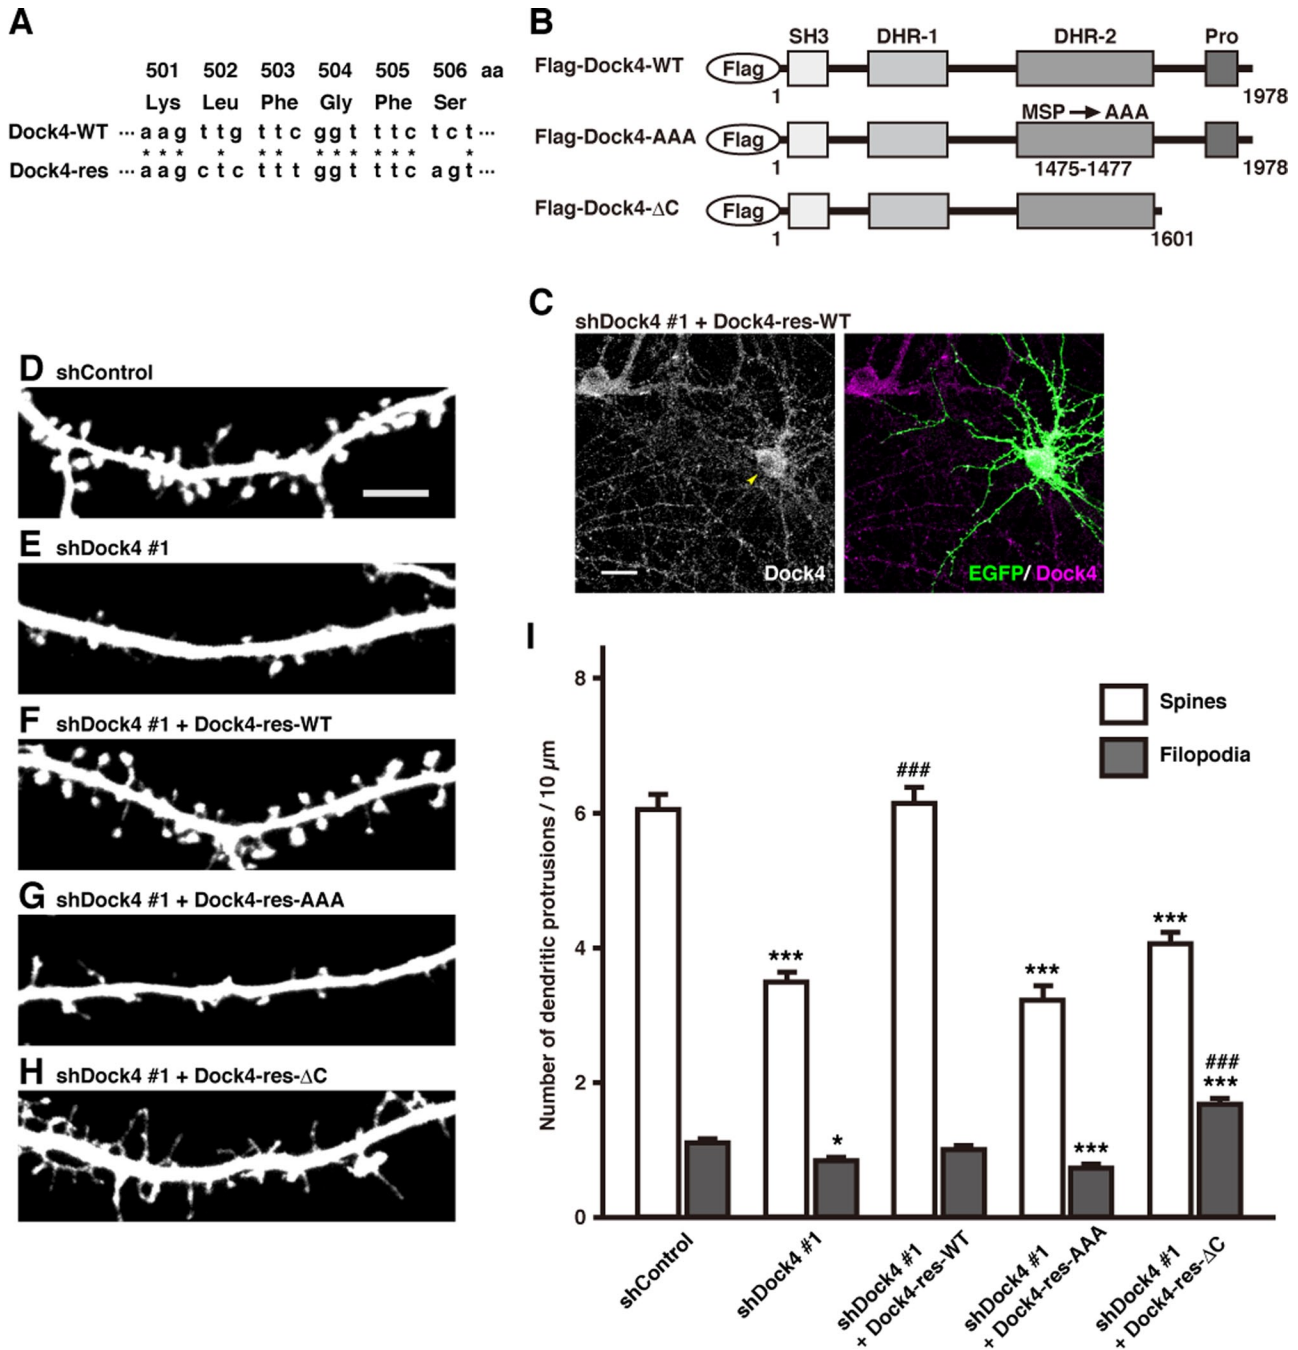 A
501 502 503 504 505 506 aa
Lys Leu Phe Gly Phe Ser
Dock4-WT ··· a a g t t g t t c g g t t t c t c t ···
* * * * * * * * * * * * *
Dock4-res ··· a a g c t c t t t g g t t t c a g t ···
B
SH3 DHR-1 DHR-2 Pro
Flag-Dock4-WT Flag
1 1978
MSP → AAA
Flag-Dock4-AAA Flag
1 1475-1477 1978
Flag-Dock4-ΔC Flag
1 1601
C
shDock4 #1 + Dock4-res-WT
Dock4
EGFP/ Dock4
D shControl
E shDock4 #1
F shDock4 #1 + Dock4-res-WT
G shDock4 #1 + Dock4-res-AAA
H shDock4 #1 + Dock4-res-ΔC
I
Number of dendritic protrusions / 10 μm
8
6
4
2
0
Spines
Filopodia
***
*
###
***
***
***
###
***
shControl
shDock4 #1
shDock4 #1
+ Dock4-res-WT
shDock4 #1
+ Dock4-res-AAA
shDock4 #1
+ Dock4-res-ΔC